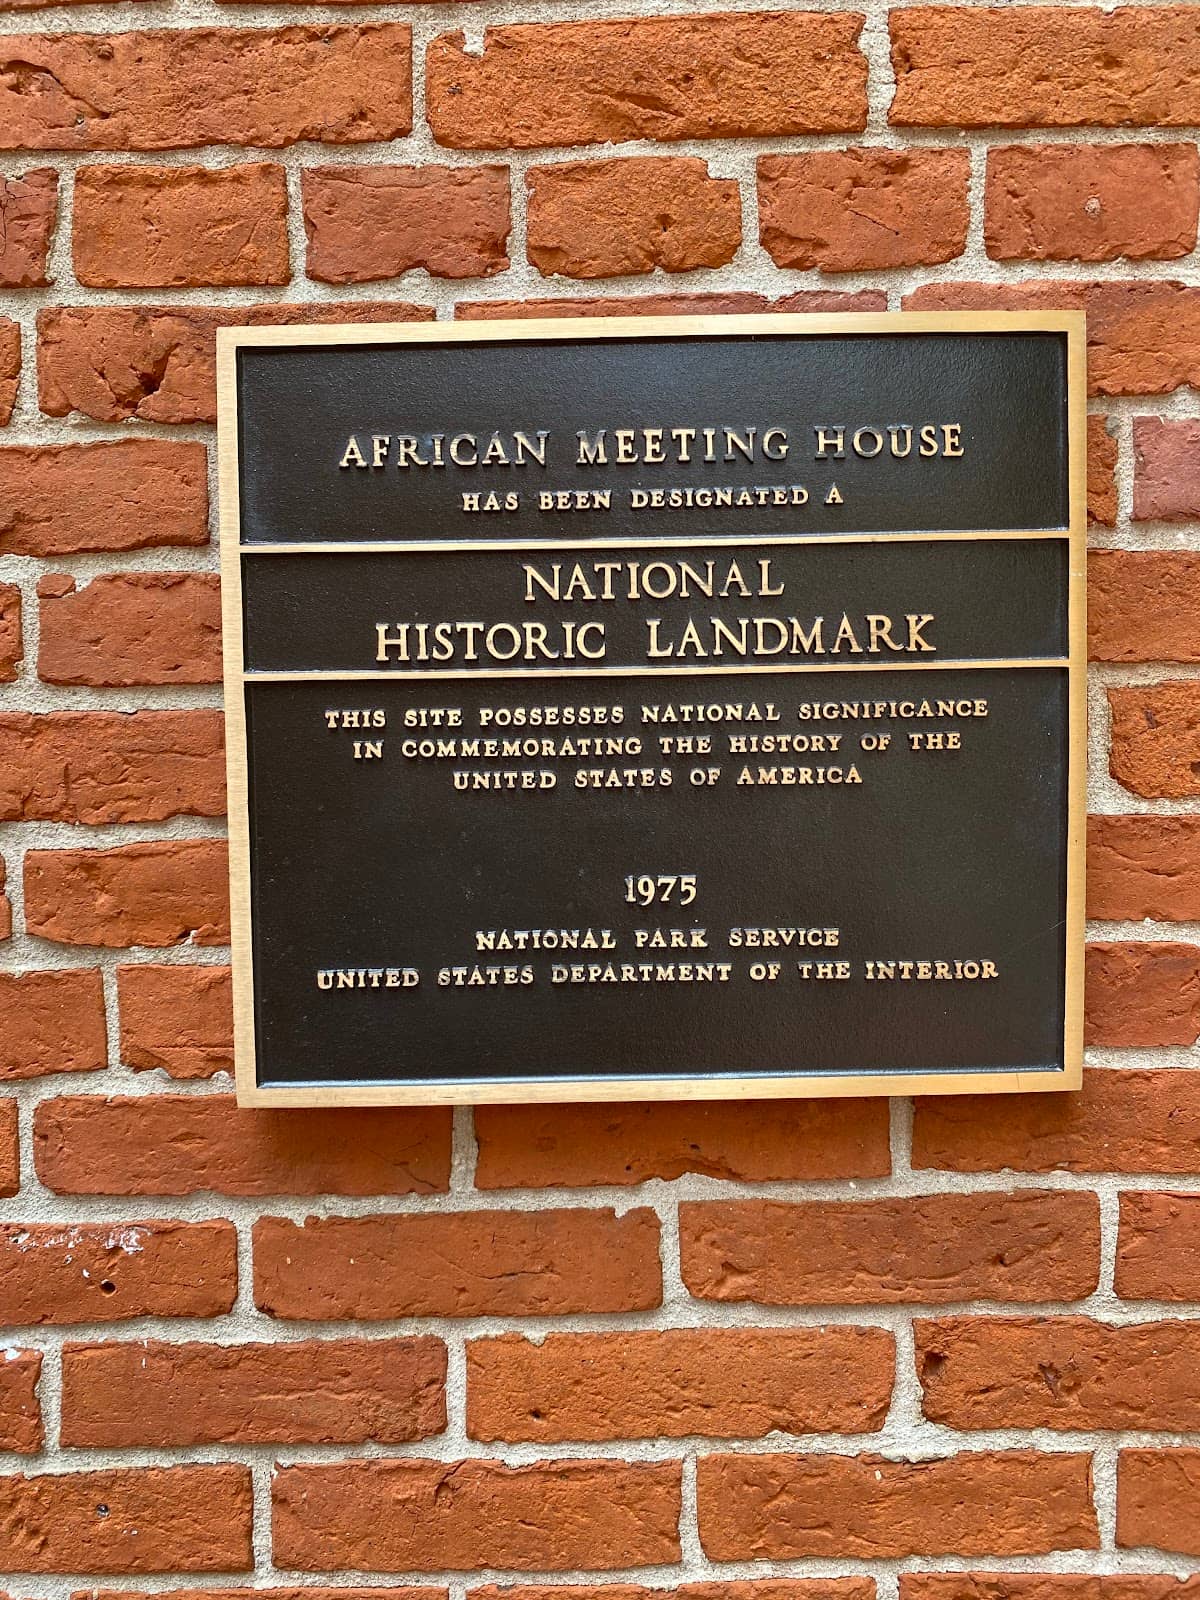 AFRICAN MEETING HOUSE
HAS BEEN DESIGNATED A
NATIONAL
HISTORIC LANDMARK
THIS SITE POSSESSES NATIONAL SIGNIFICANCE
IN COMMEMORATING THE HISTORY OF THE
UNITED STATES OF AMERICA
1975
NATIONAL PARK SERVICE
UNITED STATES DEPARTMENT OF THE INTERIOR